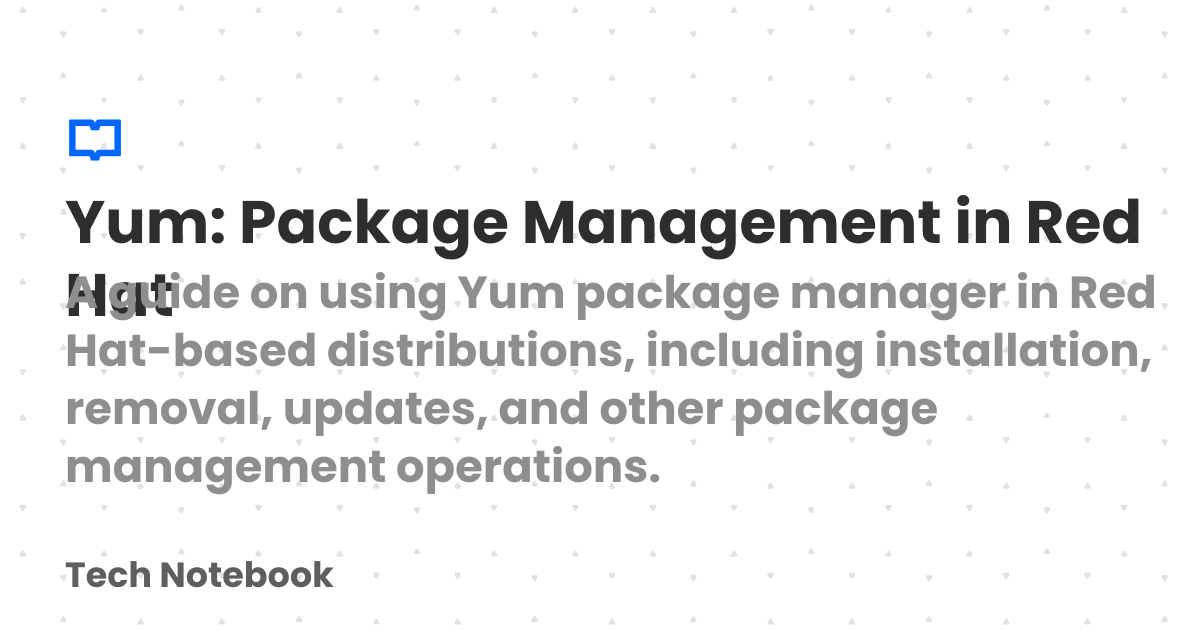 Yum: Package Management in Red
Hat
A guide on using Yum package manager in Red
Hat-based distributions, including installation,
removal, updates, and other package
management operations.
Tech Notebook